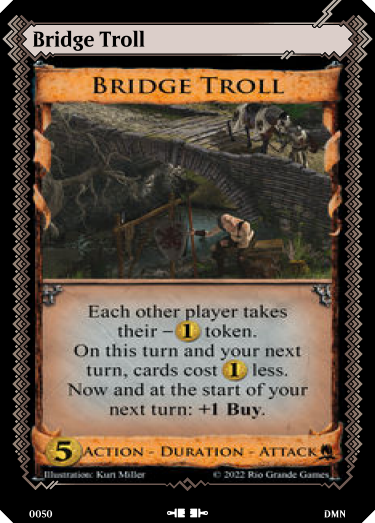 Bridge Troll
BRIDGE TROLL
Each other player takes
their −1 token.
On this turn and your next
turn, cards cost 1 less.
Now and at the start of your
next turn: +1 Buy.
5 ACTION - DURATION - ATTACK
Illustration: Kurt Miller © 2022 Rio Grande Games
0050 DMN